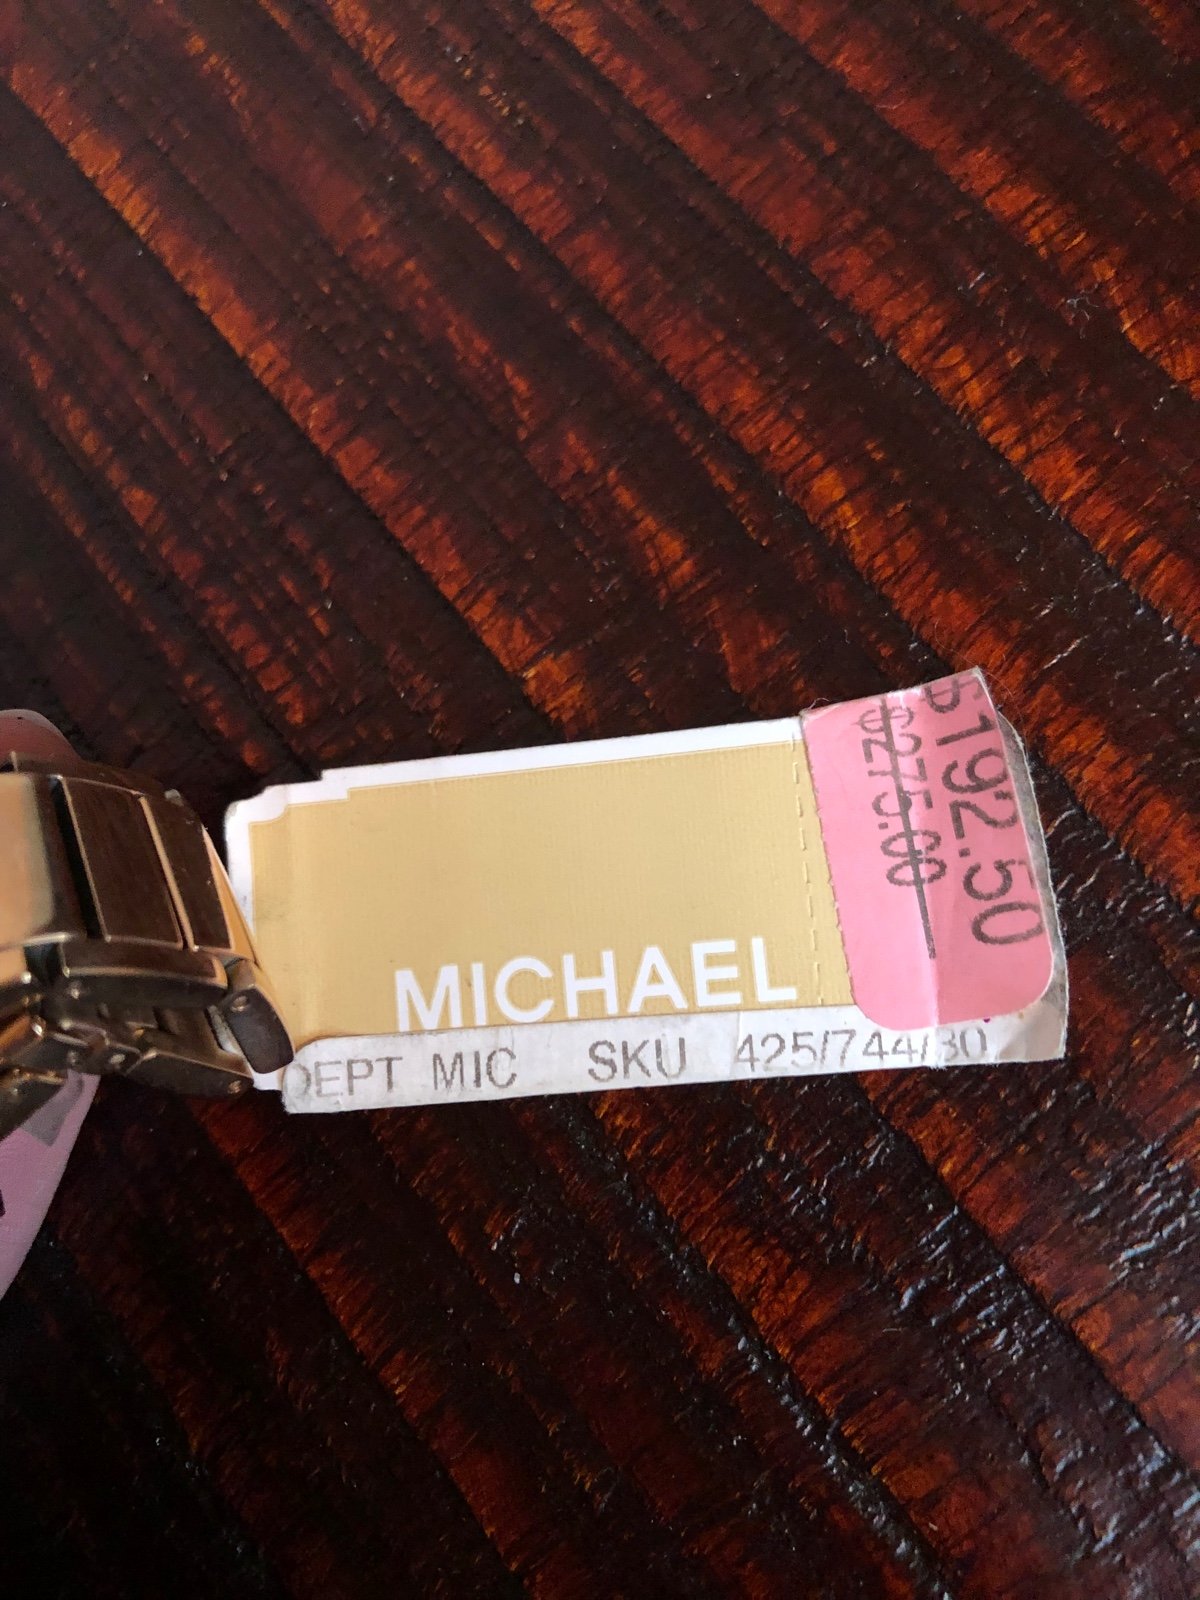 MICHAEL
DEPT MIC SKU 425/744/30
$275.00
$192.50